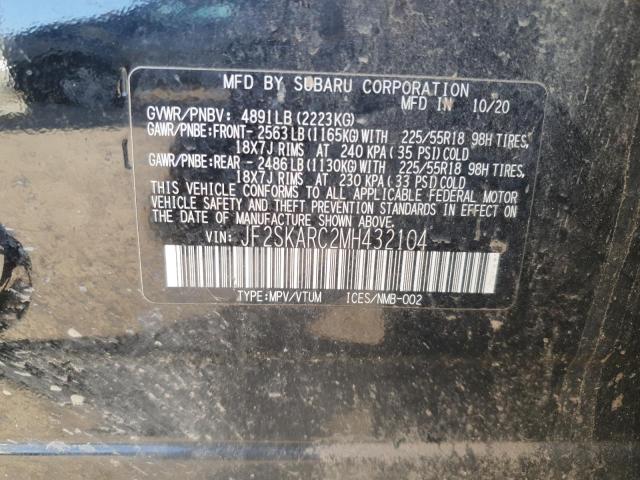 MFD BY SUBARU CORPORATION
MFD IN 10/20
GVWR/PNBV: 4891LB(2223KG)
GAWR/PNBE:FRONT-2563LB(1165KG)WITH 225/55R18 98H TIRES,
18X7J RIMS AT 240 KPA(35 PSI)COLD
GAWR/PNBE:REAR -2486LB(1130KG)WITH 225/55R18 98H TIRES,
18X7J RIMS AT 230 KPA(33 PSI)COLD
THIS VEHICLE CONFORMS TO ALL APPLICABLE FEDERAL MOTOR
VEHICLE SAFETY AND THEFT PREVENTION STANDARDS IN EFFECT ON
THE DATE OF MANUFACTURE SHOWN ABOVE.
VIN: JF2SKARC2MH432104
TYPE:MPV/VTUM ICES/NMB-002